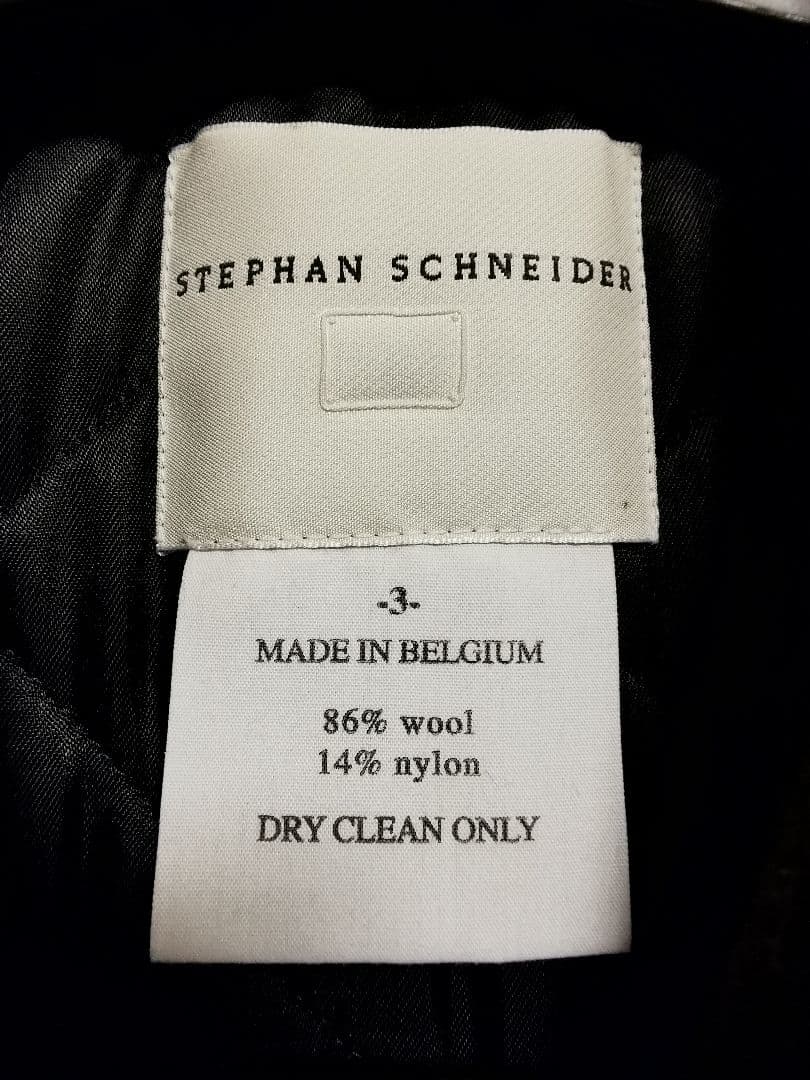 STEPHAN SCHNEIDER
-3-
MADE IN BELGIUM
86% wool
14% nylon
DRY CLEAN ONLY